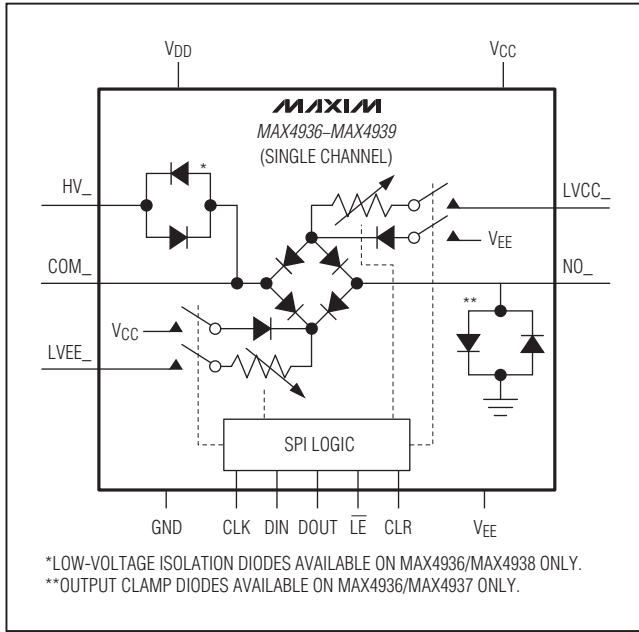 VDD
VCC
MAXIM
MAX4936–MAX4939
(SINGLE CHANNEL)
*
HV_
LVCC_
VEE
COM_
NO_
**
VCC
LVEE_
SPI LOGIC
GND CLK DIN DOUT LE CLR VEE
*LOW-VOLTAGE ISOLATION DIODES AVAILABLE ON MAX4936/MAX4938 ONLY.
**OUTPUT CLAMP DIODES AVAILABLE ON MAX4936/MAX4937 ONLY.